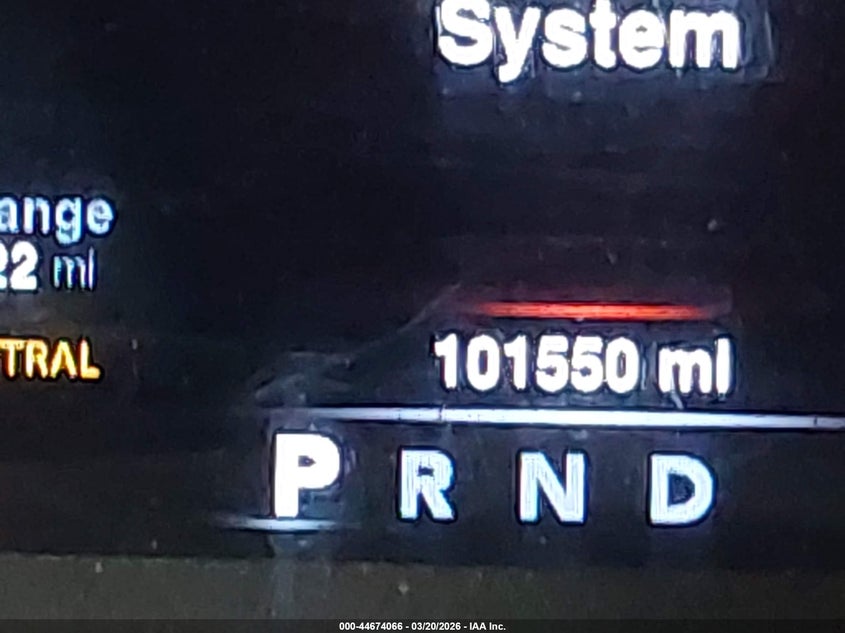 System
ange
22 mi
TRAL
101550 mi
P R N D
000-44674066 - 03/20/2026 - IAA Inc.